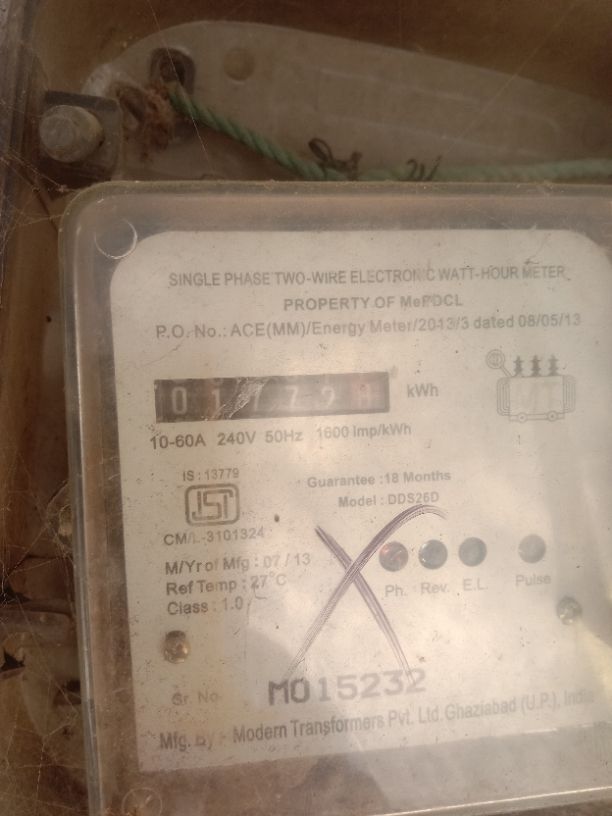 SINGLE PHASE TWO-WIRE ELECTRONIC WATT-HOUR METER
PROPERTY OF MePDCL
P.O. No.: ACE(MM)/Energy Meter/2013/3 dated 08/05/13
kWh
10-60A 240V 50Hz 1600 Imp/kWh
IS : 13779
Guarantee : 18 Months
Model : DDS26D
CM/L-3101324
M/Yr of Mfg : 07 / 13
Ref Temp : 27°C
Class : 1.0
Ph. Rev. E.L. Pulse
Sr. No M015232
Mfg. By :- Modern Transformers Pvt. Ltd. Ghaziabad (U.P.), India